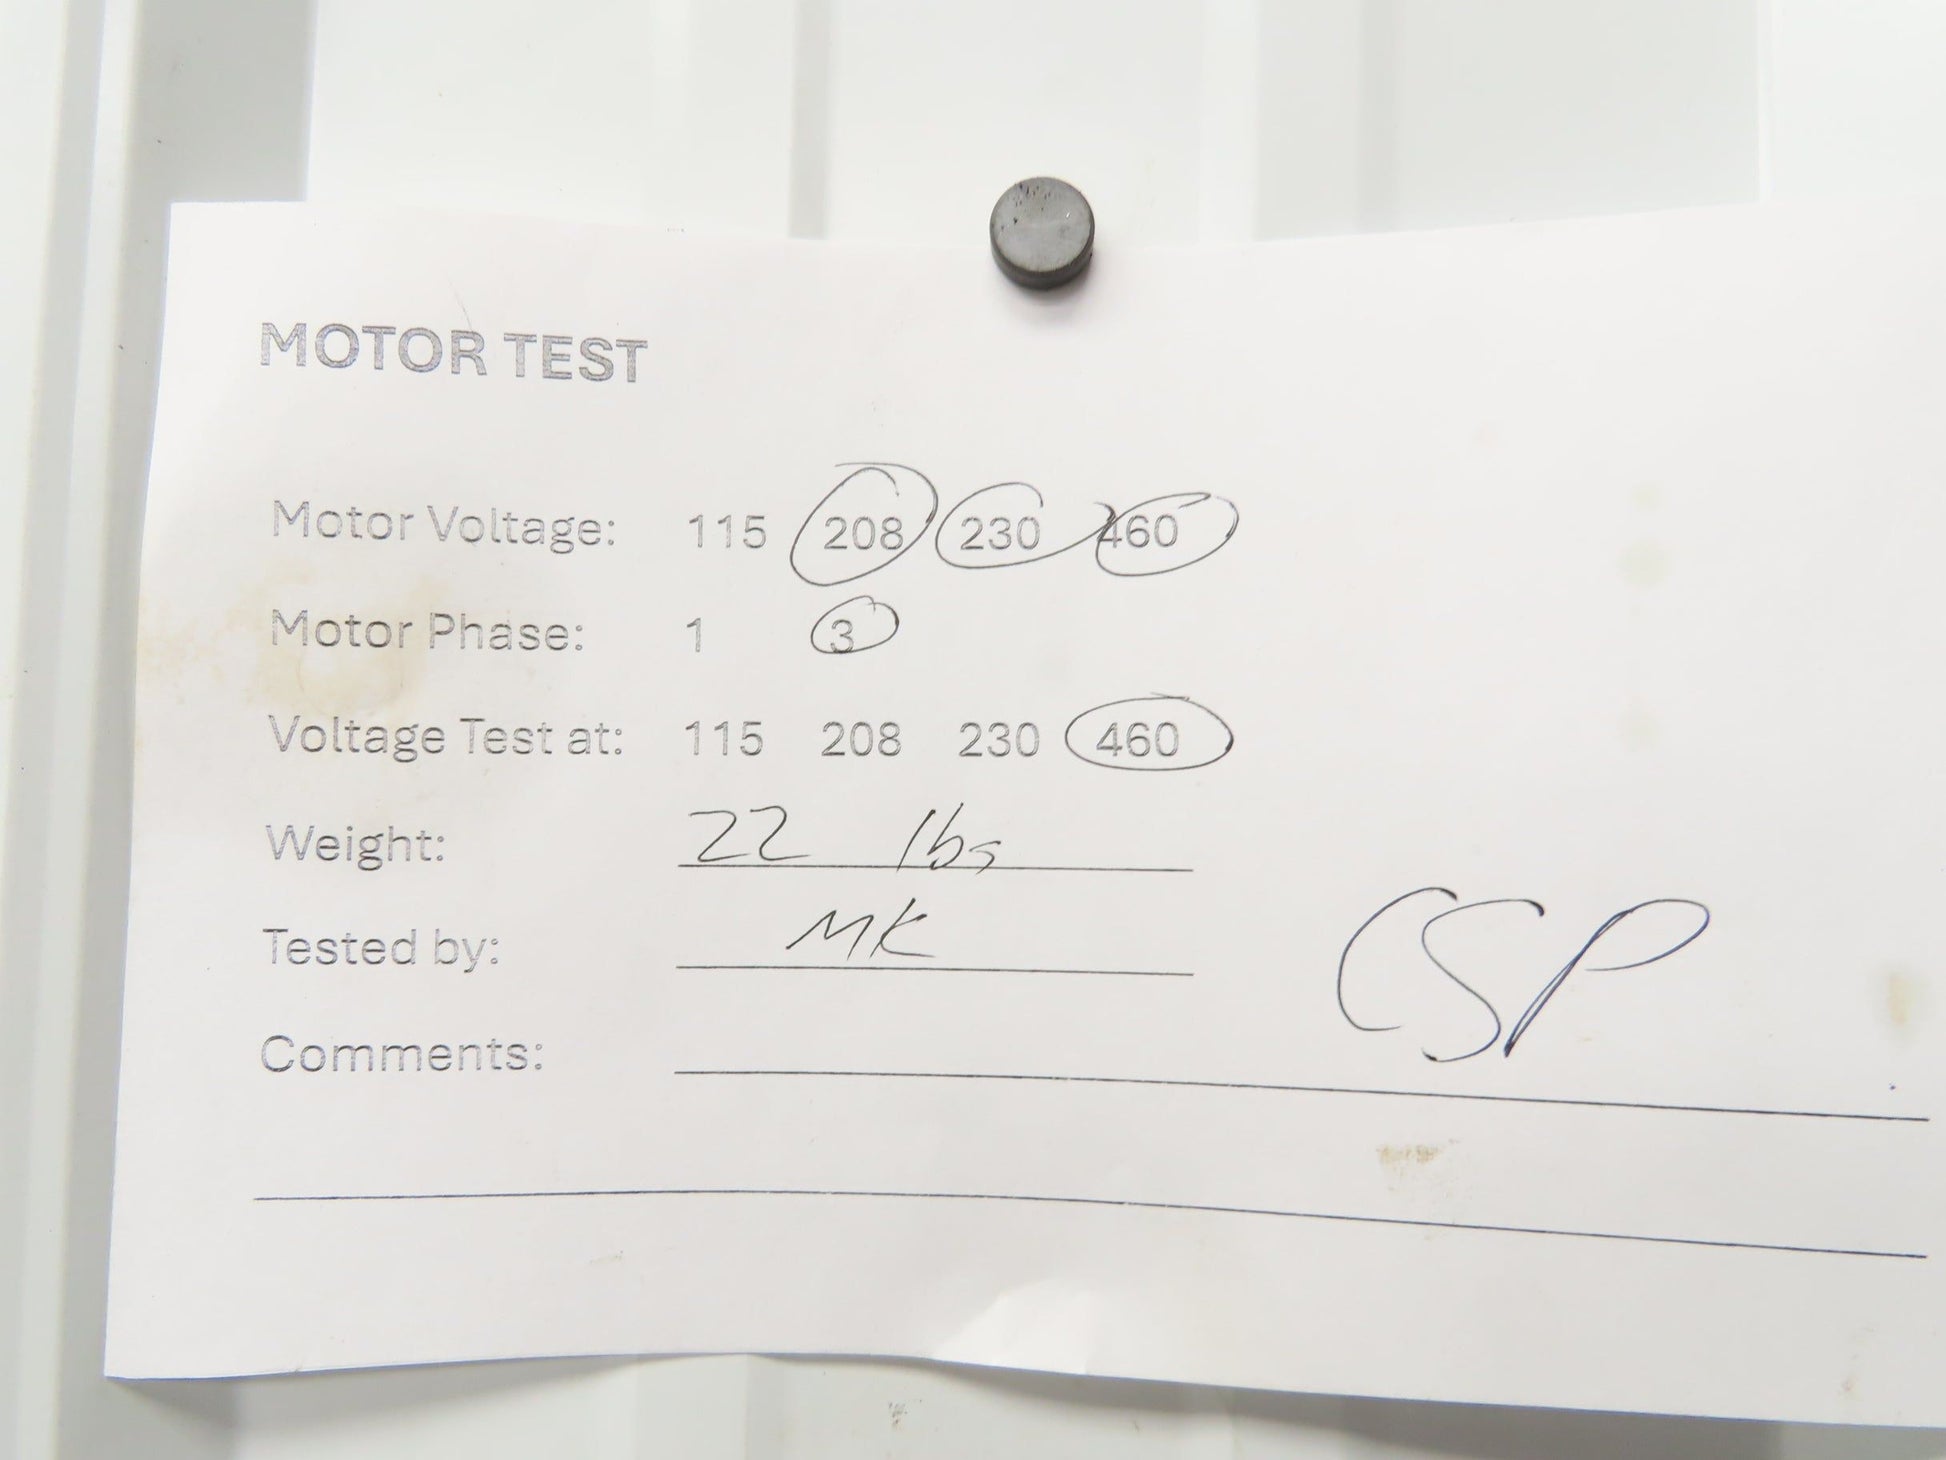 MOTOR TEST
Motor Voltage: 115 208 230 460
Motor Phase: 1 3
Voltage Test at: 115 208 230 460
Weight: 22 lbs
Tested by: MK
CSP
Comments: